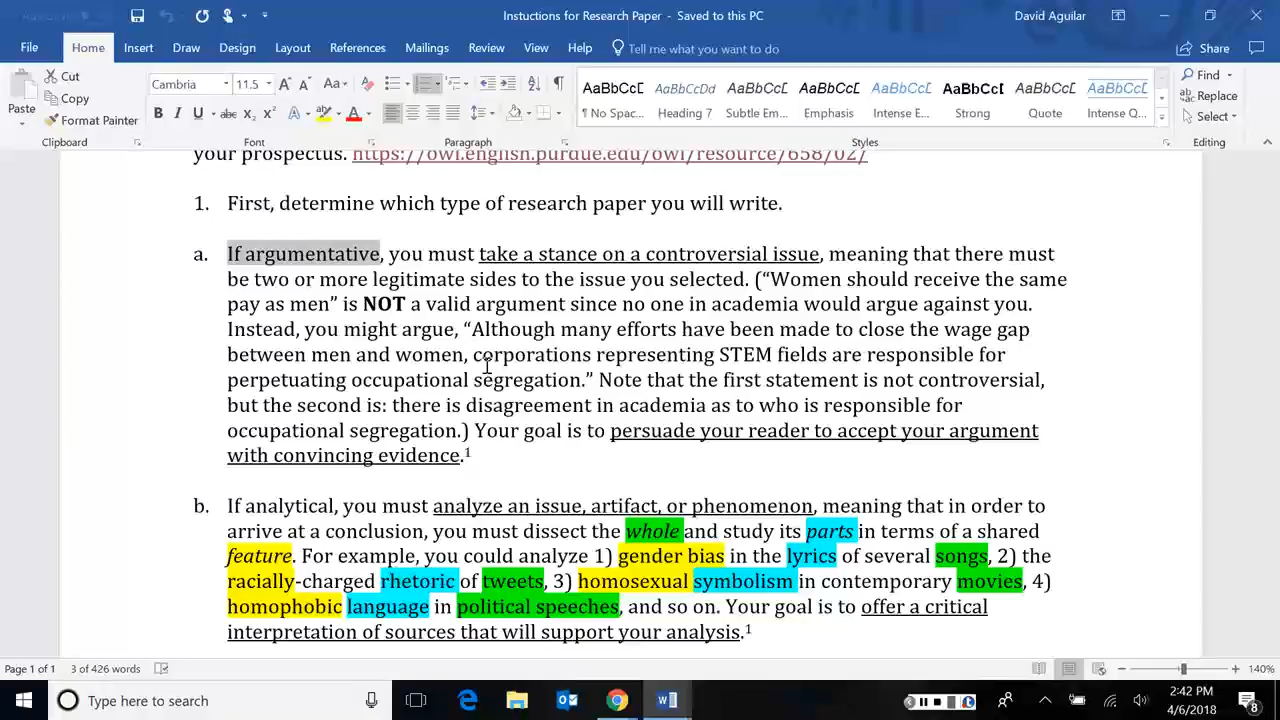 Instuctions for Research Paper - Saved to this PC
David Aguilar
File Home Insert Draw Design Layout References Mailings Review View Help Tell me what you want to do Share
Paste Cut Copy Format Painter
Cambria 11.5
AaBbCcD AaBbCcDd AaBbCcD AaBbCcD AaBbCcD AaBbCcD AaBbCcD AaBbCcD
¶ No Spac... Heading 7 Subtle Em... Emphasis Intense E... Strong Quote Intense Q...
Find Replace Select
Clipboard Font Paragraph Styles Editing
your prospectus. https://owl.english.purdue.edu/owl/resource/658/02/
1. First, determine which type of research paper you will write.
a. If argumentative, you must take a stance on a controversial issue, meaning that there must
be two or more legitimate sides to the issue you selected. (“Women should receive the same
pay as men” is NOT a valid argument since no one in academia would argue against you.
Instead, you might argue, “Although many efforts have been made to close the wage gap
between men and women, corporations representing STEM fields are responsible for
perpetuating occupational segregation.” Note that the first statement is not controversial,
but the second is: there is disagreement in academia as to who is responsible for
occupational segregation.) Your goal is to persuade your reader to accept your argument
with convincing evidence.¹
b. If analytical, you must analyze an issue, artifact, or phenomenon, meaning that in order to
arrive at a conclusion, you must dissect the whole and study its parts in terms of a shared
feature. For example, you could analyze 1) gender bias in the lyrics of several songs, 2) the
racially-charged rhetoric of tweets, 3) homosexual symbolism in contemporary movies, 4)
homophobic language in political speeches, and so on. Your goal is to offer a critical
interpretation of sources that will support your analysis.¹
Page 1 of 1 3 of 426 words 140%
Type here to search
2:42 PM
4/6/2018
8